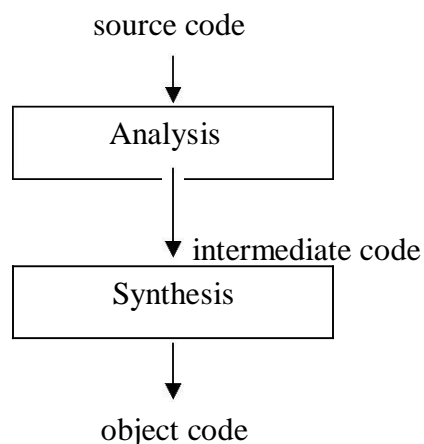 source code
Analysis
intermediate code
Synthesis
object code